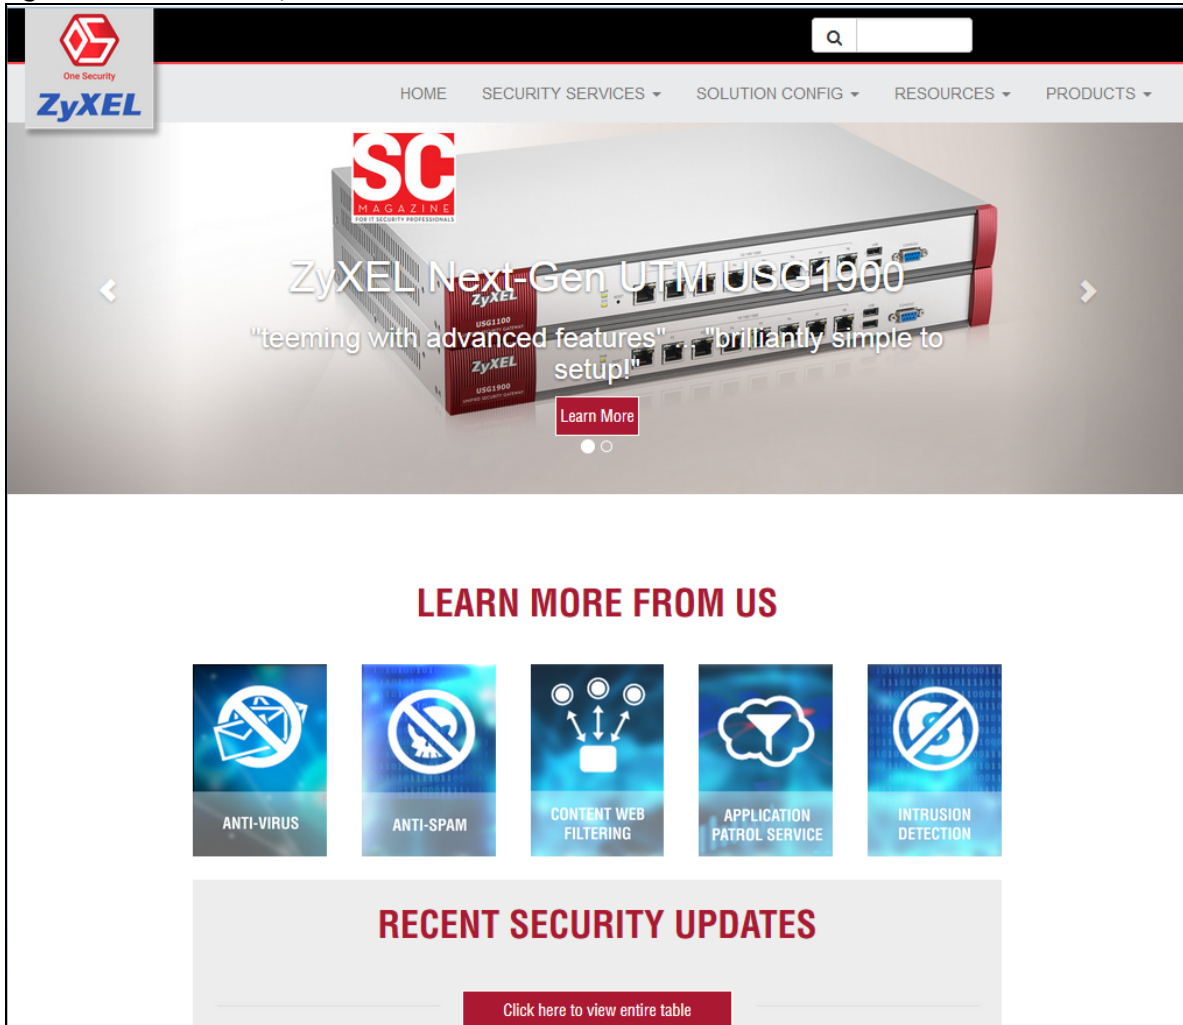 One Security
ZyXEL
HOME SECURITY SERVICES SOLUTION CONFIG RESOURCES PRODUCTS
SC
MAGAZINE
FOR IT SECURITY PROFESSIONALS
ZyXEL Next-Gen UTM USG1900
ZyXEL
USG1100
"teeming with advanced features"... "brilliantly simple to
setup!"
ZyXEL
USG1900
UNIFIED SECURITY GATEWAY
Learn More
LEARN MORE FROM US
ANTI-VIRUS
ANTI-SPAM
CONTENT WEB
FILTERING
APPLICATION
PATROL SERVICE
INTRUSION
DETECTION
RECENT SECURITY UPDATES
Click here to view entire table